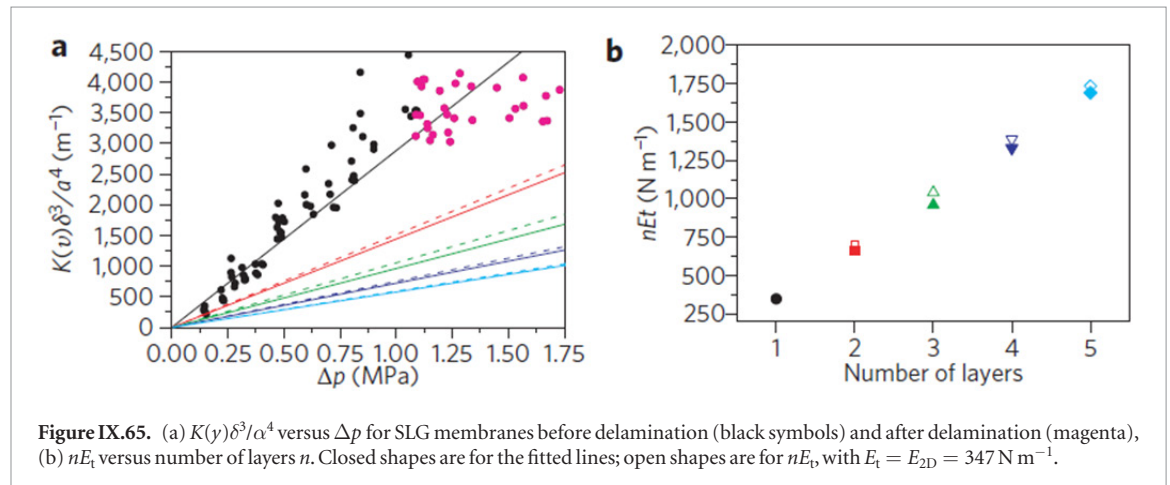 a
4,500
4,000
3,500
3,000
2,500
2,000
1,500
1,000
500
0
K(υ)δ³/a⁴ (m⁻¹)
0.00 0.25 0.50 0.75 1.00 1.25 1.50 1.75
Δp (MPa)
b
2,000
1,750
1,500
1,250
1,000
750
500
250
nEt (N m⁻¹)
1 2 3 4 5
Number of layers
Figure IX.65. (a) K(y)δ³/α⁴ versus Δp for SLG membranes before delamination (black symbols) and after delamination (magenta),
(b) nEₜ versus number of layers n. Closed shapes are for the fitted lines; open shapes are for nEₜ, with Eₜ = E₂D = 347 N m⁻¹.